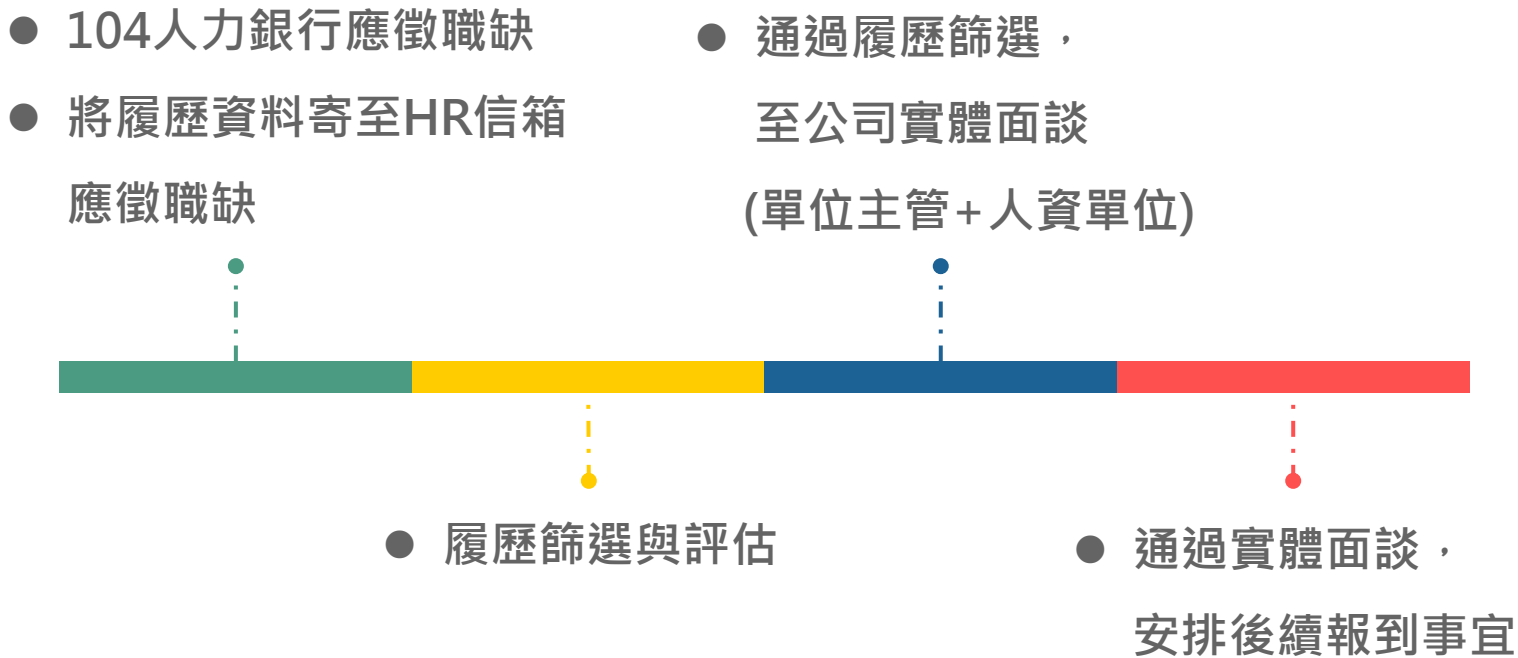 ● 104人力銀行應徵職缺
● 將履歷資料寄至HR信箱
應徵職缺
● 履歷篩選與評估
● 通過履歷篩選，
至公司實體面談
(單位主管+人資單位)
● 通過實體面談，
安排後續報到事宜